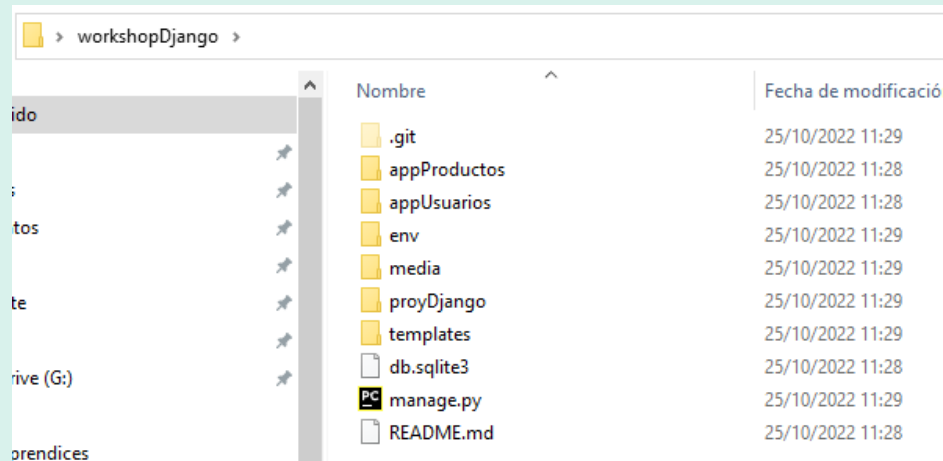 workshopDjango
Nombre Fecha de modificació
ido
.git 25/10/2022 11:29
appProductos 25/10/2022 11:28
appUsuarios 25/10/2022 11:28
tos
env 25/10/2022 11:29
media 25/10/2022 11:29
te
proyDjango 25/10/2022 11:29
templates 25/10/2022 11:29
rive (G:)
db.sqlite3 25/10/2022 11:28
PC manage.py 25/10/2022 11:29
README.md 25/10/2022 11:28
prendices